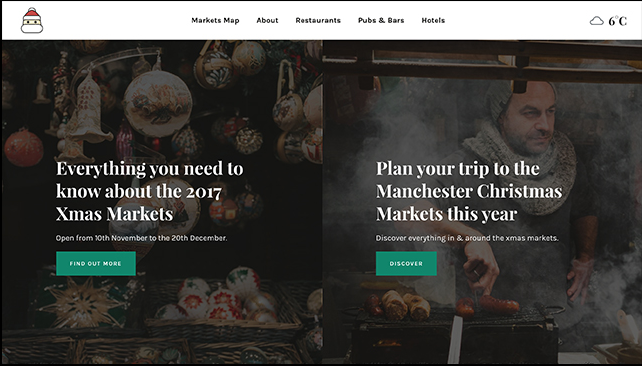 Markets Map About Restaurants Pubs & Bars Hotels 6°C
Everything you need to
know about the 2017
Xmas Markets
Open from 10th November to the 20th December.
FIND OUT MORE
Plan your trip to the
Manchester Christmas
Markets this year
Discover everything in & around the xmas markets.
DISCOVER